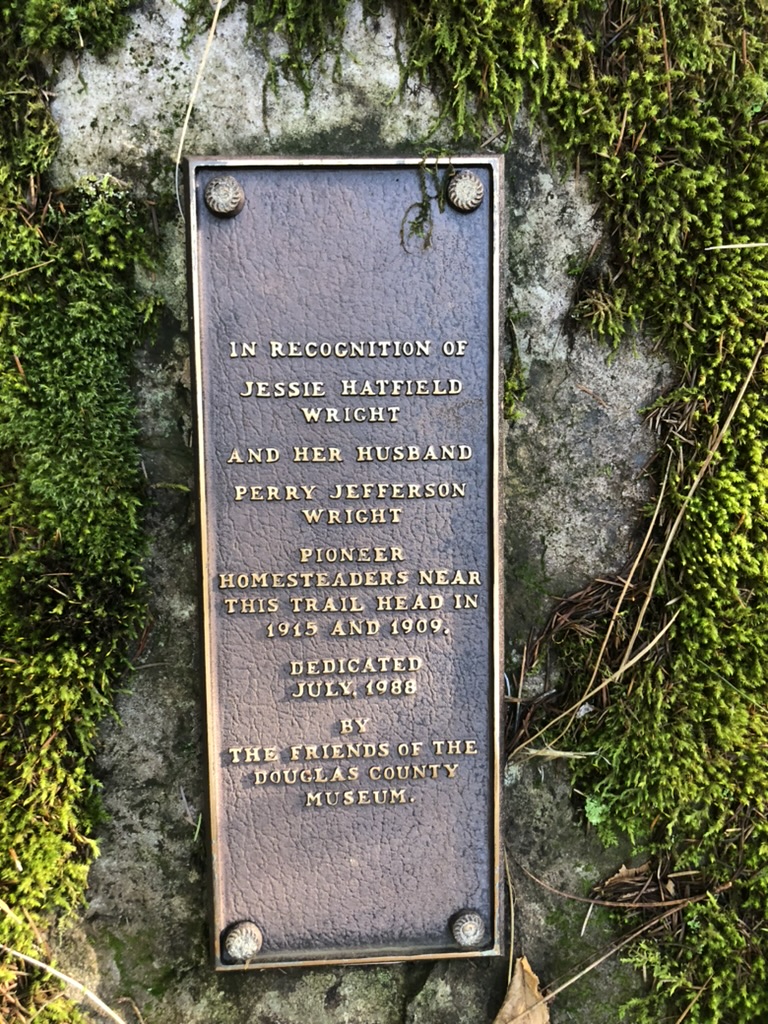 IN RECOGNITION OF
JESSIE HATFIELD
WRIGHT
AND HER HUSBAND
PERRY JEFFERSON
WRIGHT
PIONEER
HOMESTEADERS NEAR
THIS TRAIL HEAD IN
1915 AND 1909.
DEDICATED
JULY, 1988
BY
THE FRIENDS OF THE
DOUGLAS COUNTY
MUSEUM.